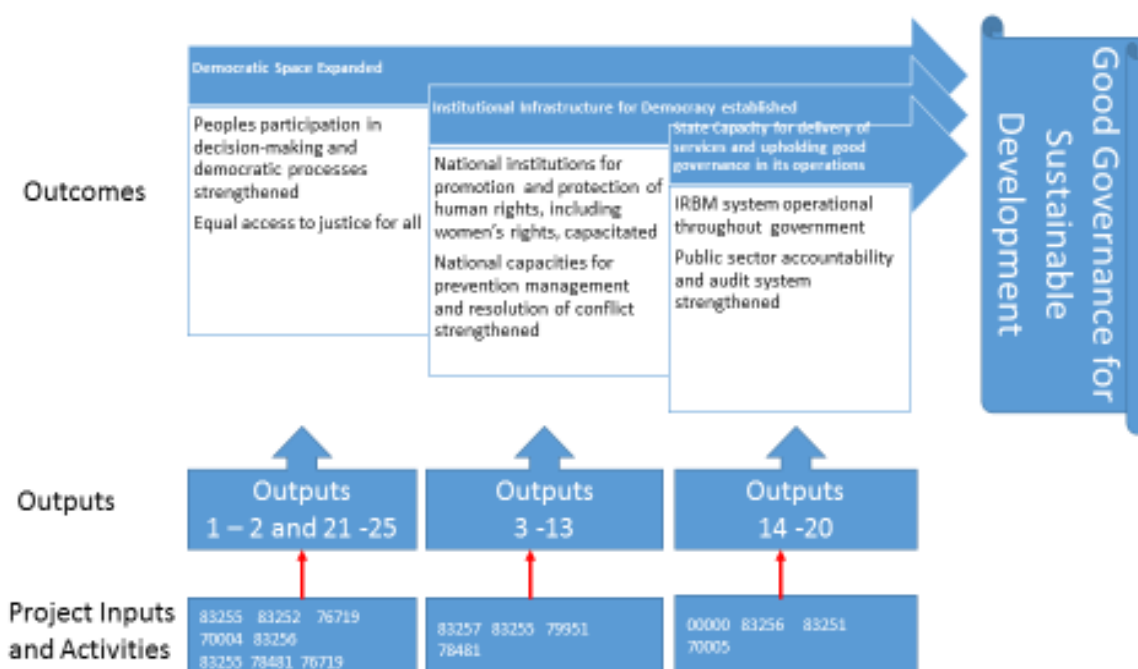 Democratic Space Expanded
Institutional Infrastructure for Democracy established
State Capacity for delivery of
services and upholding good
governance in its operations
Outcomes
Peoples participation in
decision-making and
democratic processes
strengthened
Equal access to justice for all
National institutions for
promotion and protection of
human rights, including
women's rights, capacitated
National capacities for
prevention management
and resolution of conflict
strengthened
IRBM system operational
throughout government
Public sector accountability
and audit system
strengthened
Good Governance for
Sustainable
Development
Outputs
Outputs
1 – 2 and 21 -25
Outputs
3 -13
Outputs
14 -20
Project Inputs
and Activities
83255 83252 76719
70004 83256
83255 78481 76719
83257 83255 79951
78481
00000 83256 83251
70005